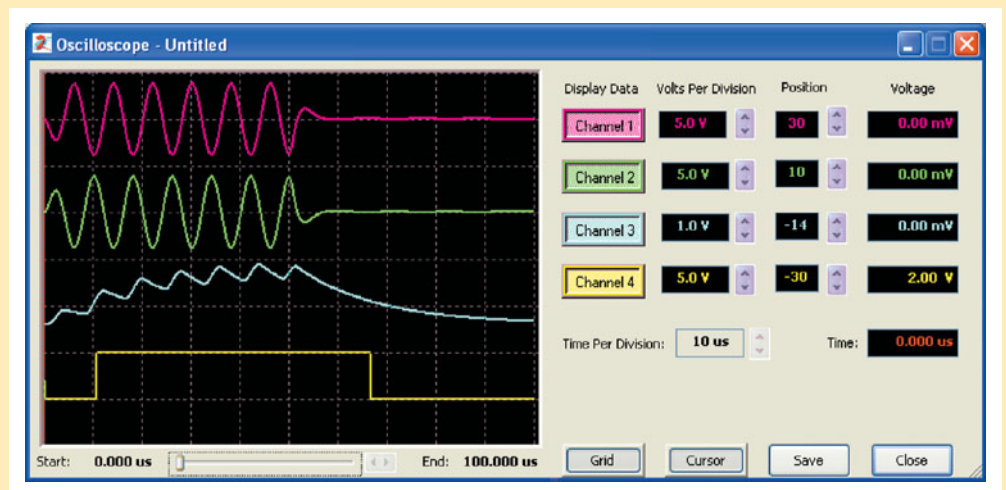 Oscilloscope - Untitled
Display Data Volts Per Division Position Voltage
Channel 1 5.0 V 30 0.00 mV
Channel 2 5.0 V 10 0.00 mV
Channel 3 1.0 V -14 0.00 mV
Channel 4 5.0 V -30 2.00 V
Time Per Division: 10 us Time: 0.000 us
Start: 0.000 us End: 100.000 us Grid Cursor Save Close